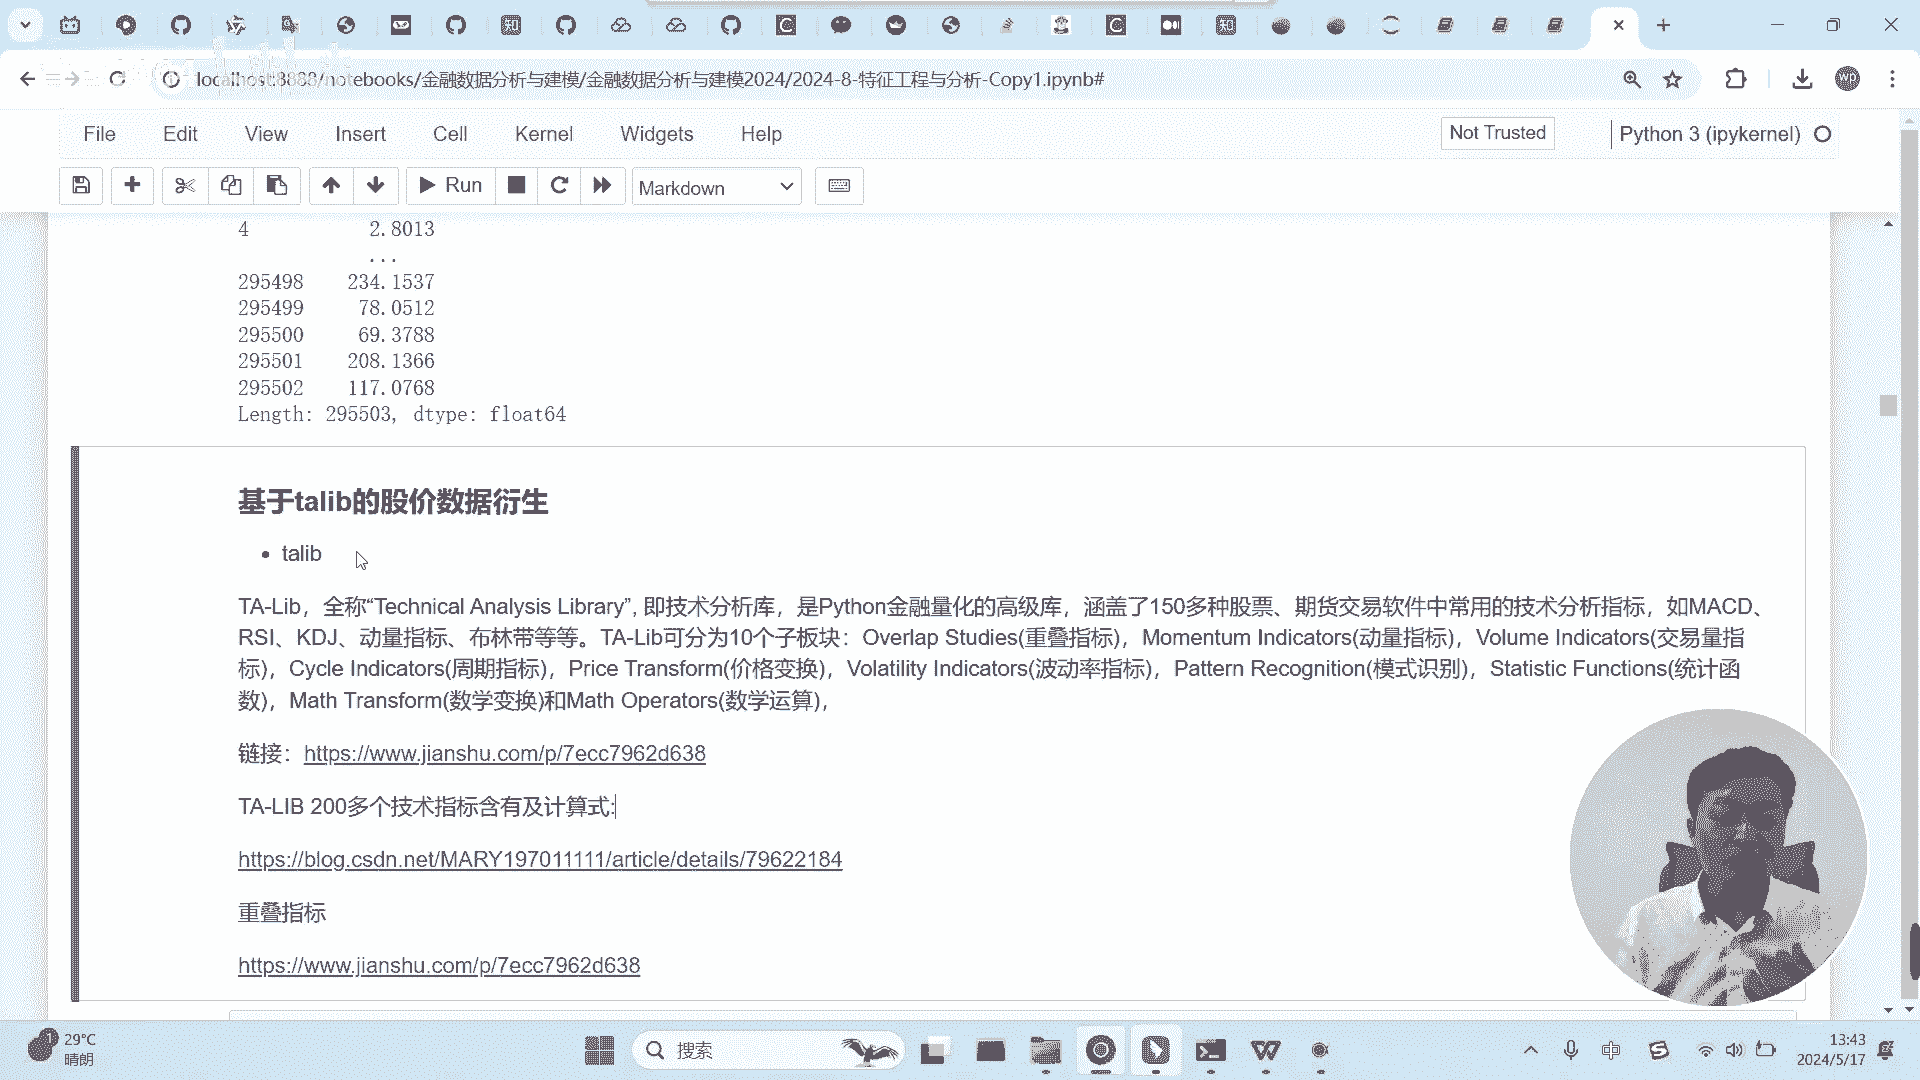 localhost:8888/notebooks/金融数据分析与建模/金融数据分析与建模2024/2024-8-特征工程与分析-Copy1.ipynb#
wp
File Edit View Insert Cell Kernel Widgets Help
Not Trusted
Python 3 (ipykernel)
Run
Markdown
4 2.8013
...
295498 234.1537
295499 78.0512
295500 69.3788
295501 208.1366
295502 117.0768
Length: 295503, dtype: float64
基于talib的股价数据衍生
• talib
TA-Lib，全称“Technical Analysis Library”, 即技术分析库，是Python金融量化的高级库，涵盖了150多种股票、期货交易软件中常用的技术分析指标，如MACD、
RSI、KDJ、动量指标、布林带等等。TA-Lib可分为10个子板块：Overlap Studies(重叠指标)，Momentum Indicators(动量指标)，Volume Indicators(交易量指
标)，Cycle Indicators(周期指标)，Price Transform(价格变换)，Volatility Indicators(波动率指标)，Pattern Recognition(模式识别)，Statistic Functions(统计函
数)，Math Transform(数学变换)和Math Operators(数学运算)，
链接：https://www.jianshu.com/p/7ecc7962d638
TA-LIB 200多个技术指标含有及计算式:
https://blog.csdn.net/MARY197011111/article/details/79622184
重叠指标
https://www.jianshu.com/p/7ecc7962d638
29°C
晴朗
搜索
中
13:43
2024/5/17